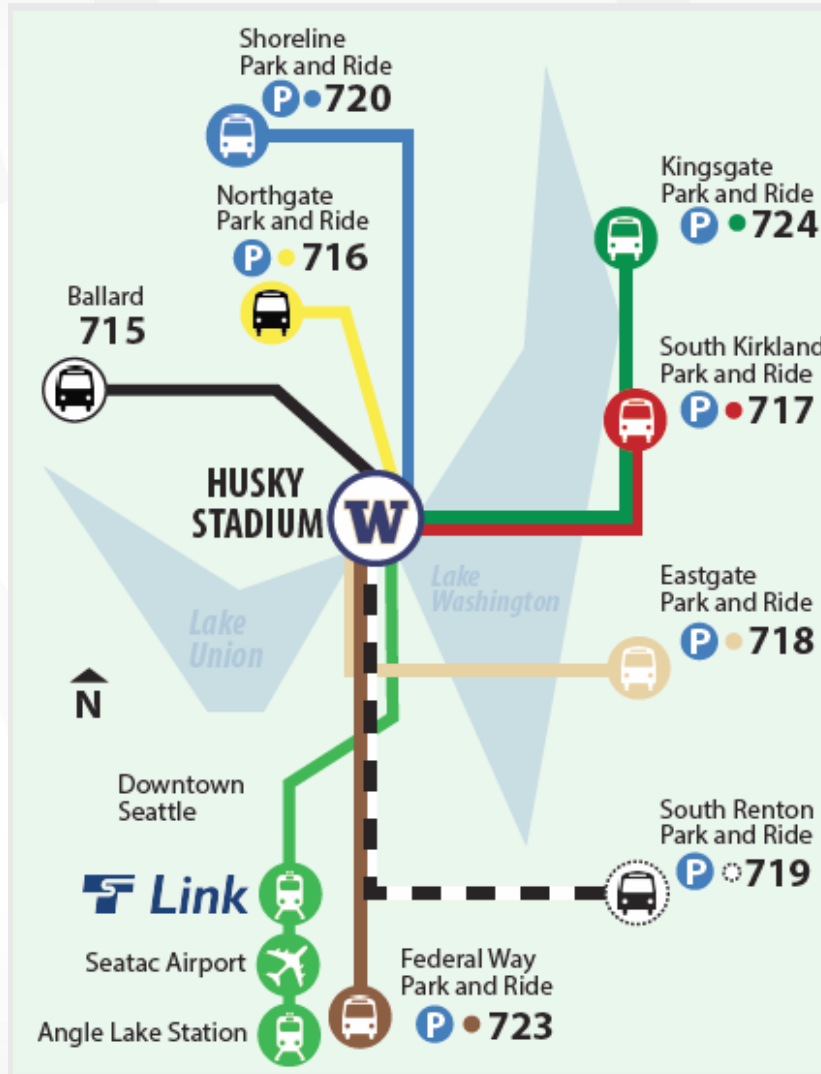 Shoreline
Park and Ride
P 720
Northgate
Park and Ride
P 716
Ballard
715
Kingsgate
Park and Ride
P 724
South Kirkland
Park and Ride
P 717
HUSKY
STADIUM
W
Lake
Union
Lake
Washington
Eastgate
Park and Ride
P 718
N
Downtown
Seattle
South Renton
Park and Ride
P 719
T Link
Seatac Airport
Angle Lake Station
Federal Way
Park and Ride
P 723